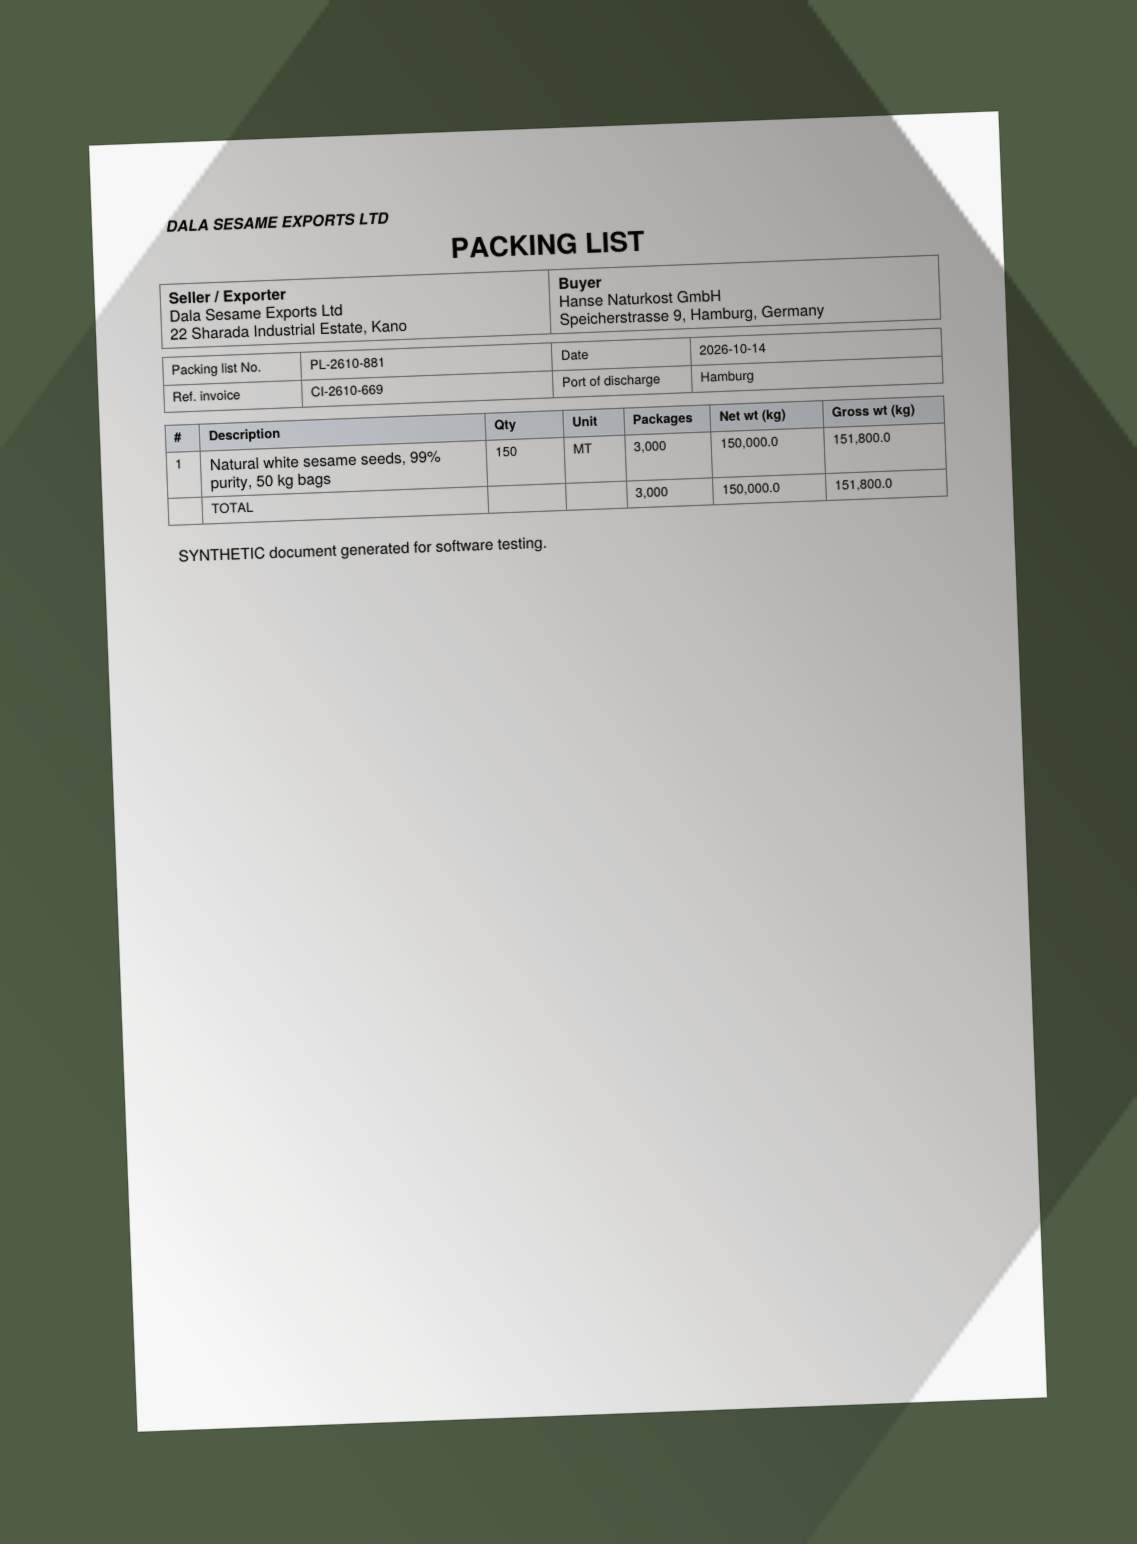 DALA SESAME EXPORTS LTD
PACKING LIST
Seller / Exporter
Dala Sesame Exports Ltd
22 Sharada Industrial Estate, Kano
Buyer
Hanse Naturkost GmbH
Speicherstrasse 9, Hamburg, Germany
Packing list No. PL-2610-881 Date 2026-10-14
Ref. invoice CI-2610-669 Port of discharge Hamburg
# Description Qty Unit Packages Net wt (kg) Gross wt (kg)
1 Natural white sesame seeds, 99% 150 MT 3,000 150,000.0 151,800.0
purity, 50 kg bags
TOTAL 3,000 150,000.0 151,800.0
SYNTHETIC document generated for software testing.